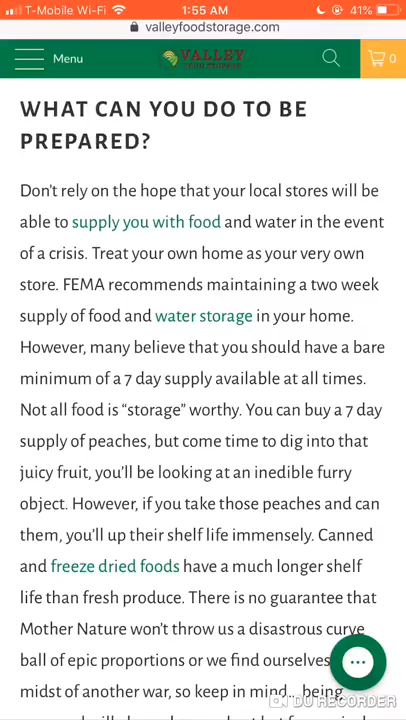 T-Mobile Wi-Fi 1:55 AM 41%
valleyfoodstorage.com
Menu VALLEY FOOD STORAGE 0
WHAT CAN YOU DO TO BE
PREPARED?
Don't rely on the hope that your local stores will be
able to supply you with food and water in the event
of a crisis. Treat your own home as your very own
store. FEMA recommends maintaining a two week
supply of food and water storage in your home.
However, many believe that you should have a bare
minimum of a 7 day supply available at all times.
Not all food is “storage” worthy. You can buy a 7 day
supply of peaches, but come time to dig into that
juicy fruit, you'll be looking at an inedible furry
object. However, if you take those peaches and can
them, you'll up their shelf life immensely. Canned
and freeze dried foods have a much longer shelf
life than fresh produce. There is no guarantee that
Mother Nature won't throw us a disastrous curve
ball of epic proportions or we find ourselves
midst of another war, so keep in mind... being
DU RECORDER